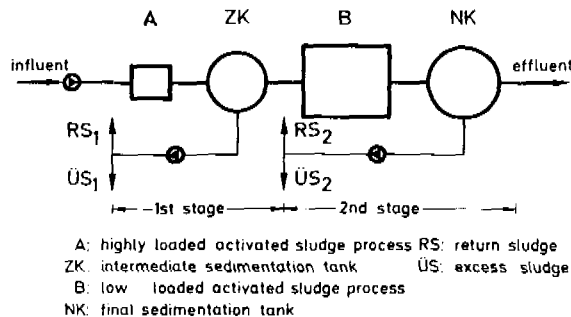 A ZK B NK
influent effluent
RS1 RS2
ÜS1 ÜS2
1st stage 2nd stage
A: highly loaded activated sludge process RS: return sludge
ZK: intermediate sedimentation tank ÜS: excess sludge
B: low loaded activated sludge process
NK: final sedimentation tank